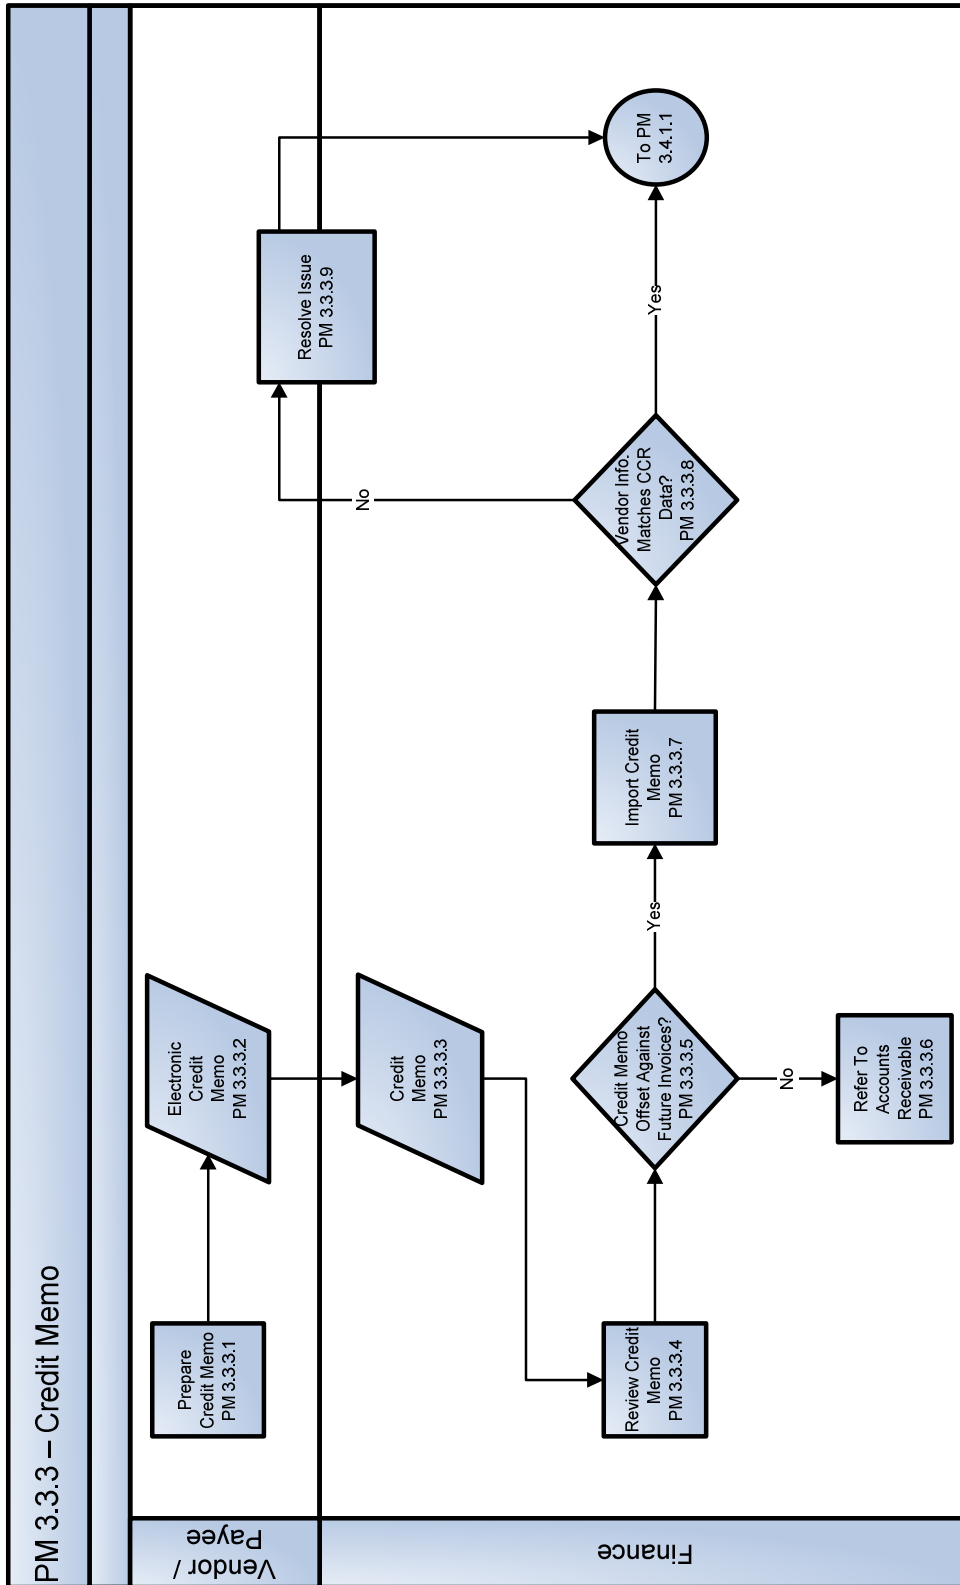 PM 3.3.3 – Credit Memo
Vendor /
Payee
Prepare
Credit Memo
PM 3.3.3.1
Electronic
Credit
Memo
PM 3.3.3.2
Resolve Issue
PM 3.3.3.9
Finance
Credit
Memo
PM 3.3.3.3
Review Credit
Memo
PM 3.3.3.4
Credit Memo
Offset Against
Future Invoices?
PM 3.3.3.5
No
Refer To
Accounts
Receivable
PM 3.3.3.6
Yes
Import Credit
Memo
PM 3.3.3.7
Vendor Info.
Matches CCR
Data?
PM 3.3.3.8
No
Yes
To PM
3.4.1.1